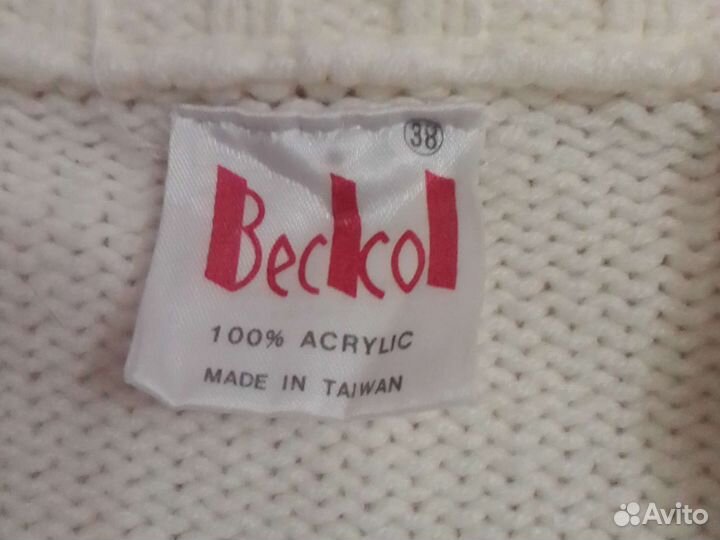 38
Beckol
100% ACRYLIC
MADE IN TAIWAN
Avito